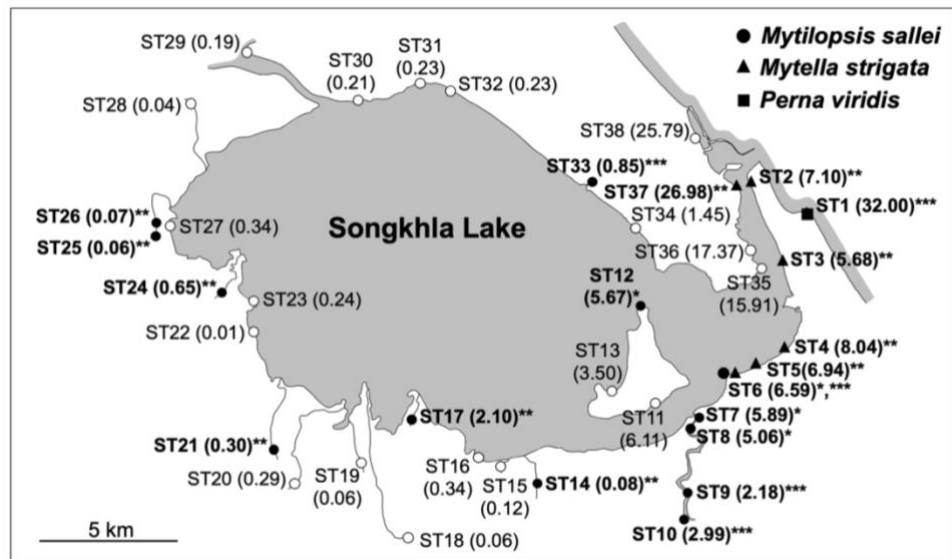 ST29 (0.19)
ST30
(0.21)
ST31
(0.23)
ST32 (0.23)
Mytilopsis sallei
Mytella strigata
Perna viridis
ST28 (0.04)
ST38 (25.79)
ST33 (0.85)***
ST37 (26.98)**
ST2 (7.10)**
ST1 (32.00)***
ST26 (0.07)**
ST27 (0.34)
ST25 (0.06)**
Songkhla Lake
ST34 (1.45)
ST36 (17.37)
ST3 (5.68)**
ST35
(15.91)
ST24 (0.65)**
ST23 (0.24)
ST12
(5.67)*
ST22 (0.01)
ST13
(3.50)
ST4 (8.04)**
ST5(6.94)**
ST6 (6.59)*,***
ST17 (2.10)**
ST11
(6.11)
ST7 (5.89)*
ST8 (5.06)*
ST21 (0.30)**
ST20 (0.29)
ST19
(0.06)
ST16
(0.34)
ST15
(0.12)
ST14 (0.08)**
ST9 (2.18)***
ST10 (2.99)***
ST18 (0.06)
5 km